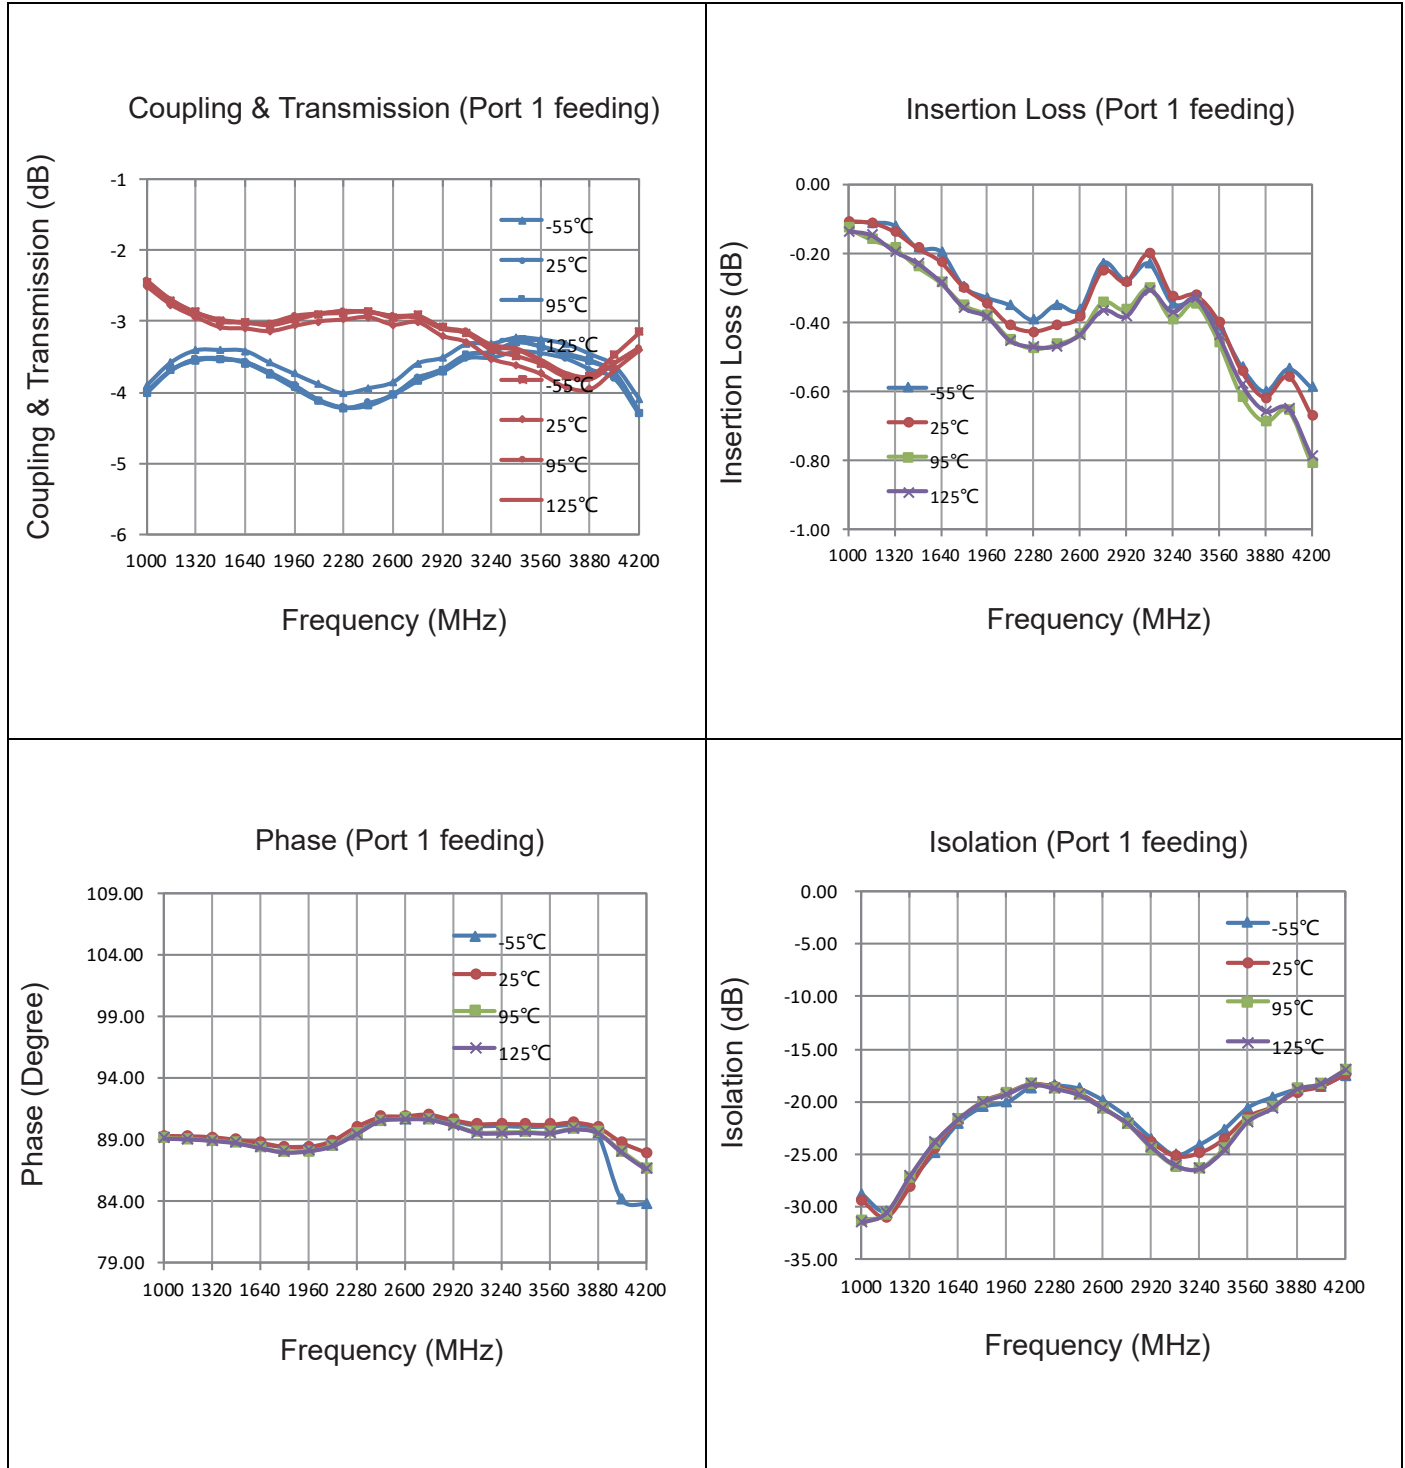 Coupling & Transmission (Port 1 feeding)
Coupling & Transmission (dB)
-1
-2
-3
-4
-5
-6
-55℃
25℃
95℃
125℃
-55℃
25℃
95℃
125℃
1000 1320 1640 1960 2280 2600 2920 3240 3560 3880 4200
Frequency (MHz)
Insertion Loss (Port 1 feeding)
Insertion Loss (dB)
0.00
-0.20
-0.40
-0.60
-0.80
-1.00
-55℃
25℃
95℃
125℃
1000 1320 1640 1960 2280 2600 2920 3240 3560 3880 4200
Frequency (MHz)
Phase (Port 1 feeding)
Phase (Degree)
109.00
104.00
99.00
94.00
89.00
84.00
79.00
-55℃
25℃
95℃
125℃
1000 1320 1640 1960 2280 2600 2920 3240 3560 3880 4200
Frequency (MHz)
Isolation (Port 1 feeding)
Isolation (dB)
0.00
-5.00
-10.00
-15.00
-20.00
-25.00
-30.00
-35.00
-55℃
25℃
95℃
125℃
1000 1320 1640 1960 2280 2600 2920 3240 3560 3880 4200
Frequency (MHz)